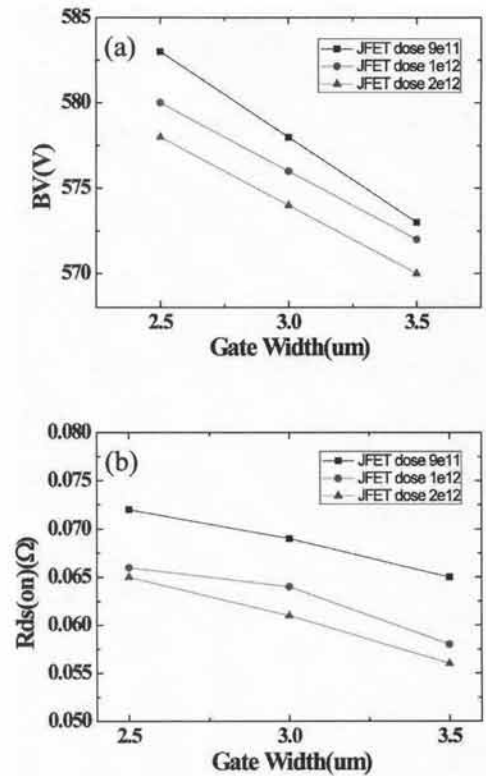 (a)
JFET dose 9e11
JFET dose 1e12
JFET dose 2e12
585
580
575
570
BV(V)
2.5 3.0 3.5
Gate Width(um)
(b)
JFET dose 9e11
JFET dose 1e12
JFET dose 2e12
0.080
0.075
0.070
0.065
0.060
0.055
0.050
Rds(on)(Ω)
2.5 3.0 3.5
Gate Width(um)